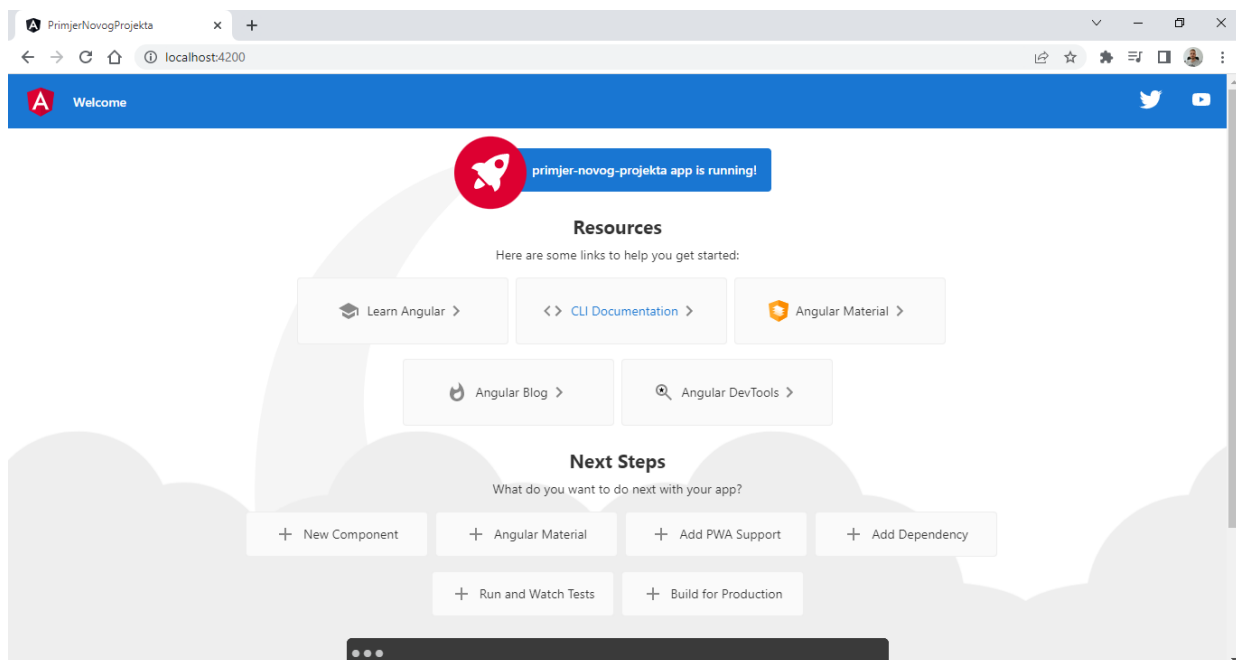 PrimjerNovogProjekta
localhost:4200
Welcome
primjer-novog-projekta app is running!
Resources
Here are some links to help you get started:
Learn Angular
CLI Documentation
Angular Material
Angular Blog
Angular DevTools
Next Steps
What do you want to do next with your app?
New Component
Angular Material
Add PWA Support
Add Dependency
Run and Watch Tests
Build for Production